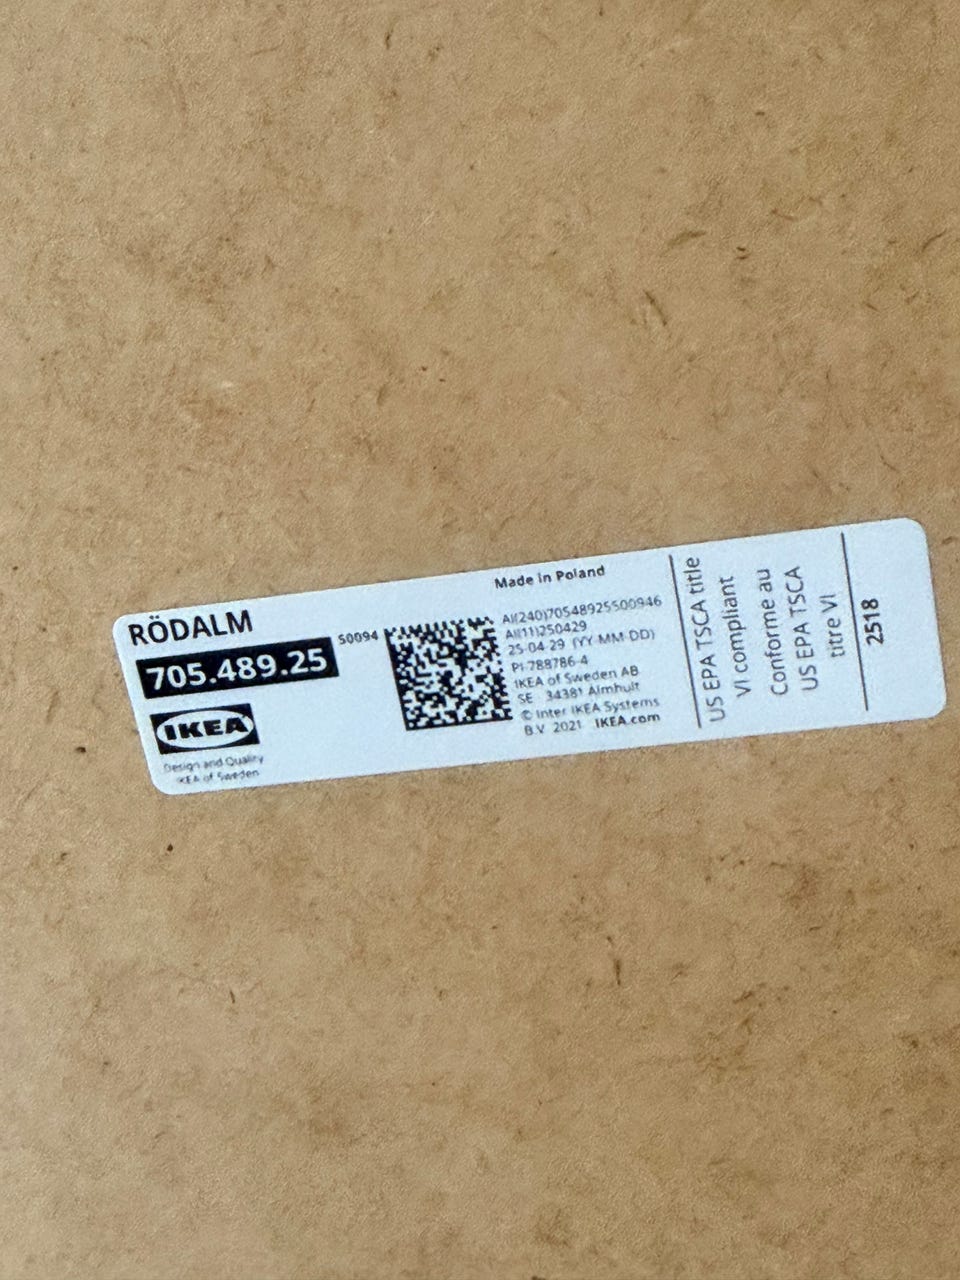 RÖDALM
705.489.25
S0094
IKEA
Design and Quality
IKEA of Sweden
Made in Poland
AI(240)70548925500946
AI(11)250429
25-04-29 (YY-MM-DD)
PI-788786-4
IKEA of Sweden AB
SE 34381 Älmhult
© Inter IKEA Systems
B.V. 2021 IKEA.com
US EPA TSCA title
VI compliant
Conforme au
US EPA TSCA
titre VI
2518